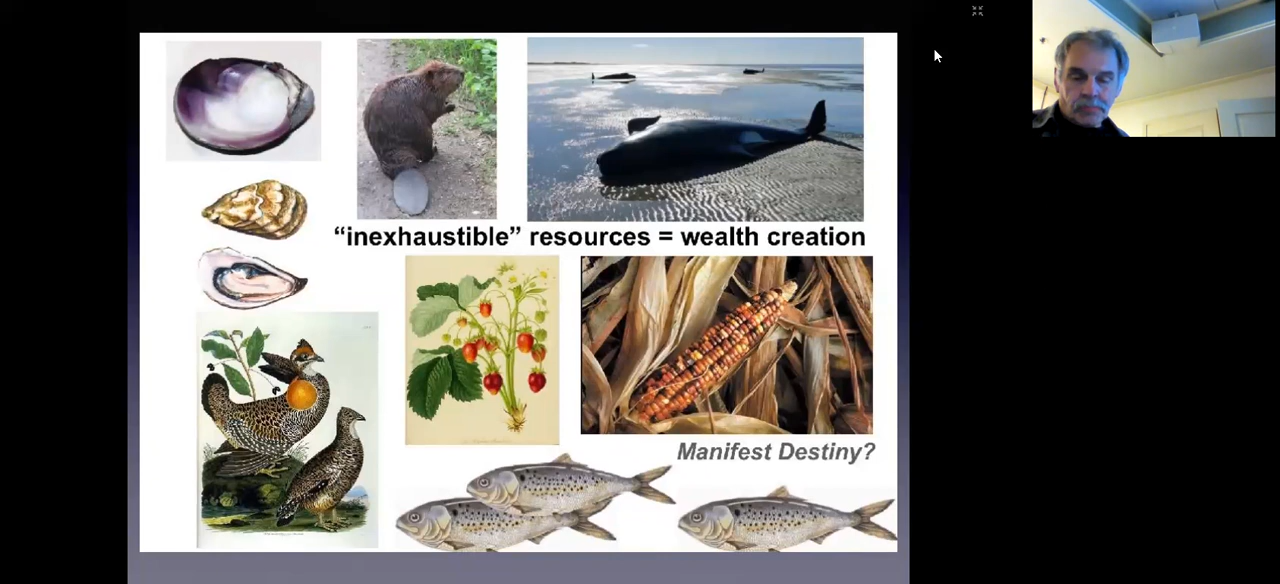 “inexhaustible” resources = wealth creation
Manifest Destiny?